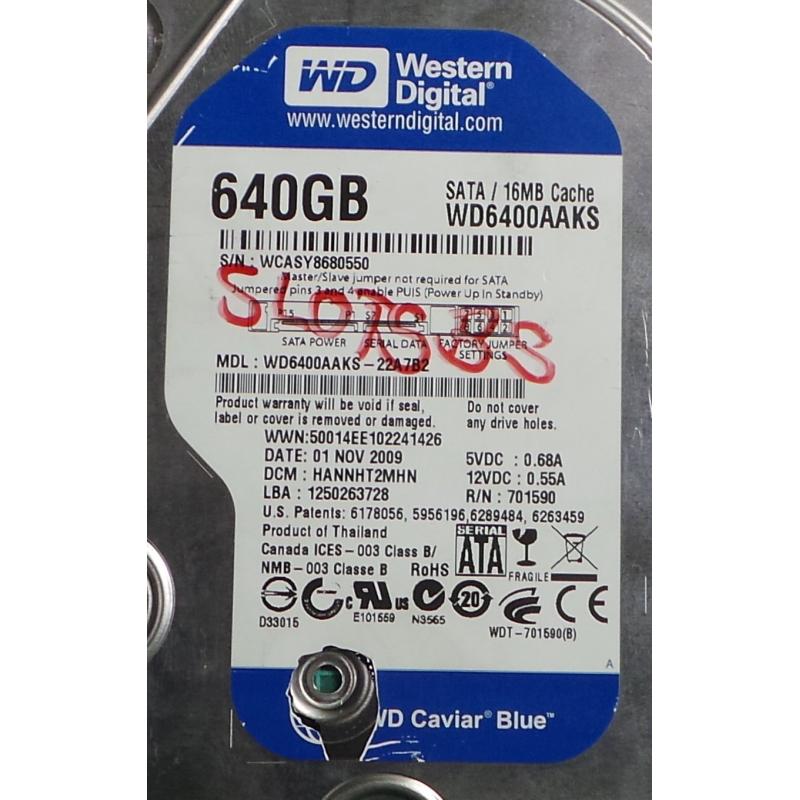 WD Western Digital®
www.westerndigital.com
640GB
SATA / 16MB Cache
WD6400AAKS
S/N: WCASY8680550
Master/Slave jumper not required for SATA
Jumpered pins 3 and 4 enable PUIS (Power Up In Standby)
SATA POWER SERIAL DATA FACTORY JUMPER SETTINGS
MDL: WD6400AAKS-22A7B2
Product warranty will be void if seal,
label or cover is removed or damaged.
Do not cover
any drive holes.
WWN:50014EE102241426
DATE: 01 NOV 2009
DCM: HANNHT2MHN
LBA : 1250263728
5VDC : 0.68A
12VDC : 0.55A
R/N : 701590
U.S. Patents: 6178056, 5956196,6289484, 6263459
Product of Thailand
Canada ICES-003 Class B/
NMB-003 Classe B RoHS
SERIAL ATA
FRAGILE
D33015
c UL us
E101559
N3565
20
CE
WDT-701590(B)
A
WD Caviar® Blue™